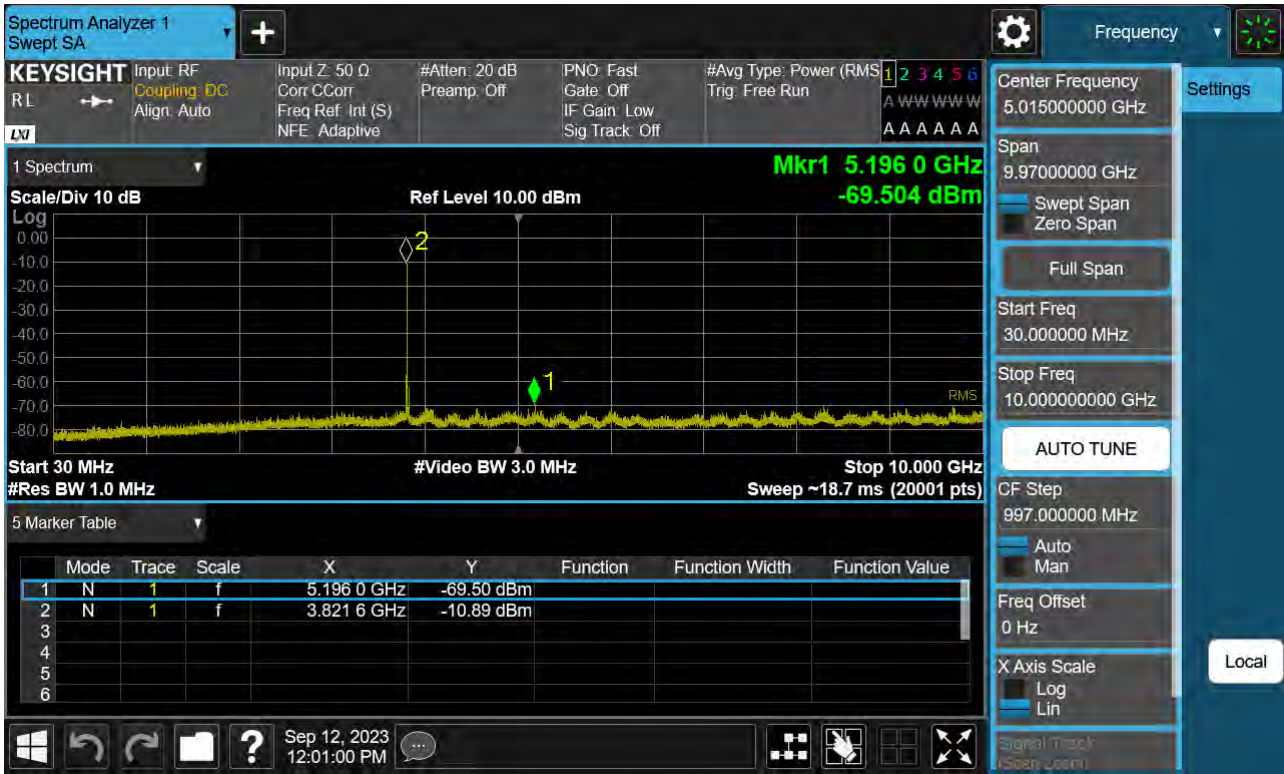 Spectrum Analyzer 1
Swept SA
+
Frequency
KEYSIGHT
RL
LXI
Input: RF
Coupling: DC
Align: Auto
Input Z: 50 Ω
Corr CCorr
Freq Ref: Int (S)
NFE: Adaptive
#Atten: 20 dB
Preamp: Off
PNO: Fast
Gate: Off
IF Gain: Low
Sig Track: Off
#Avg Type: Power (RMS
Trig: Free Run
1 2 3 4 5 6
A W W W W W
A A A A A A
1 Spectrum
Scale/Div 10 dB
Ref Level 10.00 dBm
Mkr1 5.196 0 GHz
-69.504 dBm
Log
0.00
-10.0
-20.0
-30.0
-40.0
-50.0
-60.0
-70.0
-80.0
2
1
RMS
Start 30 MHz
#Video BW 3.0 MHz
Stop 10.000 GHz
#Res BW 1.0 MHz
Sweep ~18.7 ms (20001 pts)
5 Marker Table
Mode Trace Scale X Y Function Function Width Function Value
1 N 1 f 5.196 0 GHz -69.50 dBm
2 N 1 f 3.821 6 GHz -10.89 dBm
3
4
5
6
Sep 12, 2023
12:01:00 PM
Center Frequency
5.015000000 GHz
Span
9.97000000 GHz
Swept Span
Zero Span
Full Span
Start Freq
30.000000 MHz
Stop Freq
10.000000000 GHz
AUTO TUNE
CF Step
997.000000 MHz
Auto
Man
Freq Offset
0 Hz
X Axis Scale
Log
Lin
Signal Track
(Span Zoom)
Settings
Local